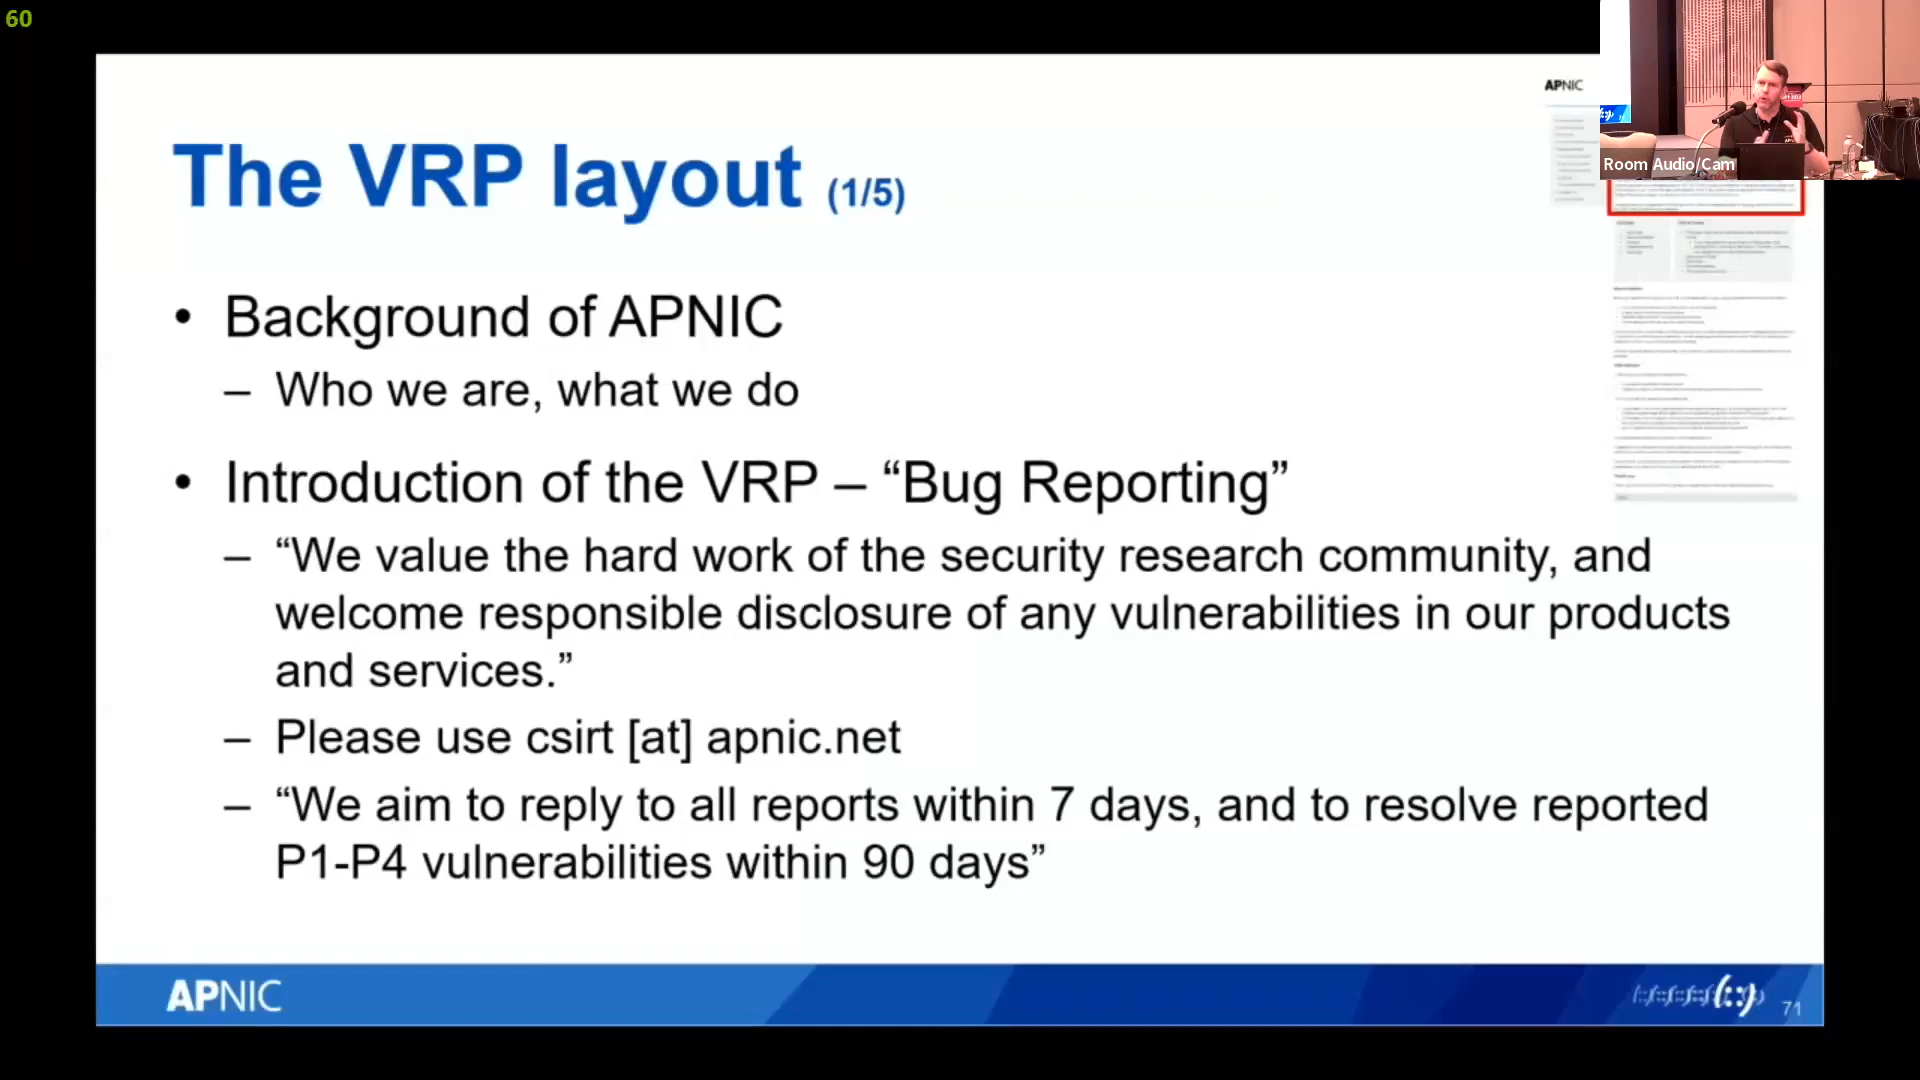 60
APNIC
Room Audio/Cam
The VRP layout (1/5)
• Background of APNIC
– Who we are, what we do
• Introduction of the VRP – “Bug Reporting”
– “We value the hard work of the security research community, and
welcome responsible disclosure of any vulnerabilities in our products
and services.”
– Please use csirt [at] apnic.net
– “We aim to reply to all reports within 7 days, and to resolve reported
P1-P4 vulnerabilities within 90 days”
APNIC
71